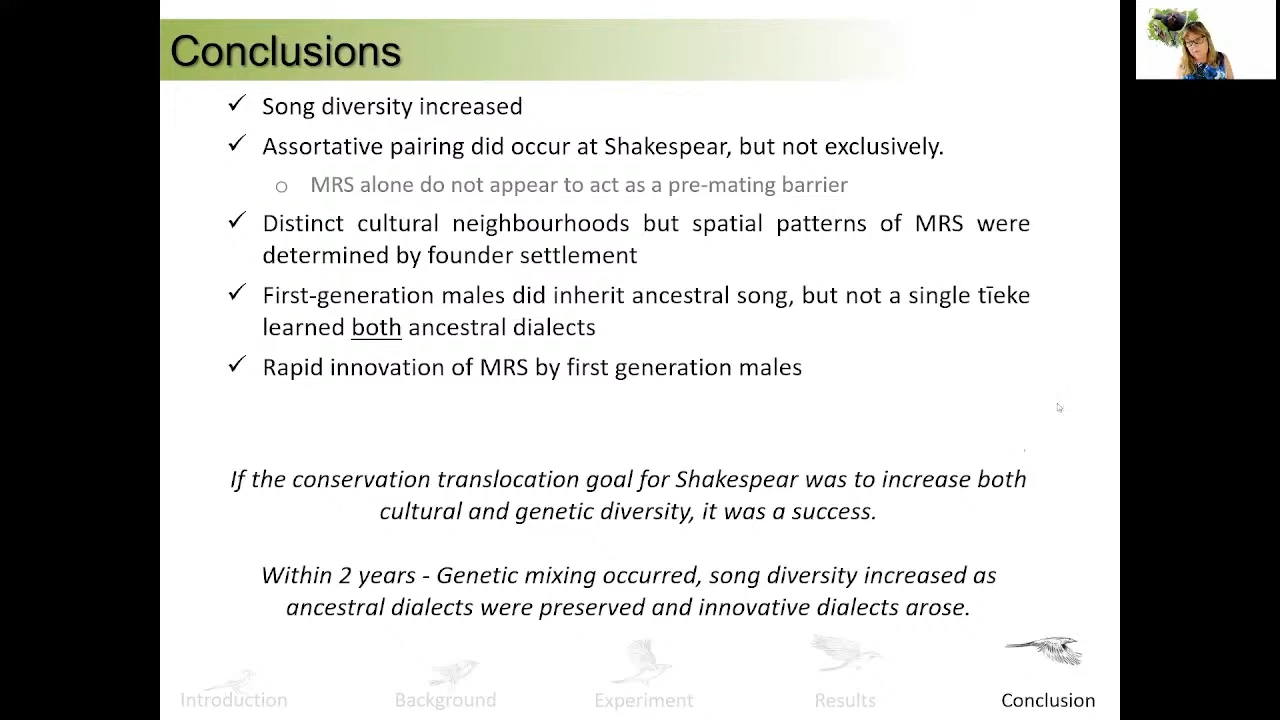 Conclusions
✓ Song diversity increased
✓ Assortative pairing did occur at Shakespear, but not exclusively.
o MRS alone do not appear to act as a pre-mating barrier
✓ Distinct cultural neighbourhoods but spatial patterns of MRS were
determined by founder settlement
✓ First-generation males did inherit ancestral song, but not a single tīeke
learned both ancestral dialects
✓ Rapid innovation of MRS by first generation males
If the conservation translocation goal for Shakespear was to increase both
cultural and genetic diversity, it was a success.
Within 2 years - Genetic mixing occurred, song diversity increased as
ancestral dialects were preserved and innovative dialects arose.
Introduction Background Experiment Results Conclusion